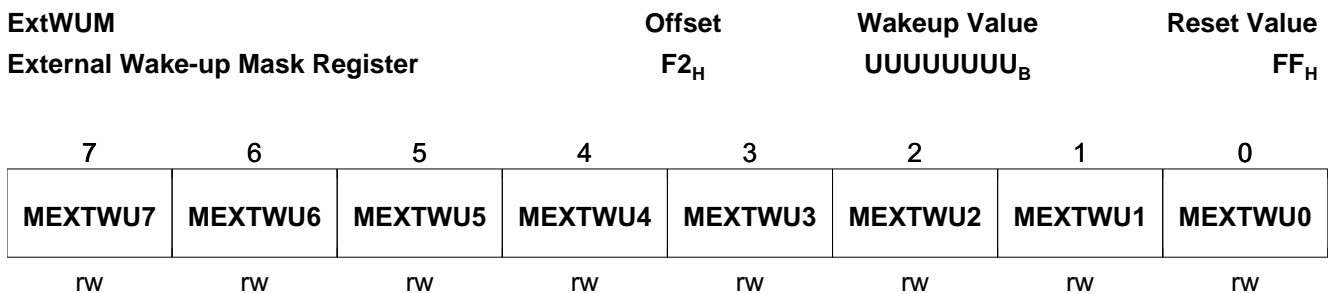 ExtWUM Offset Wakeup Value Reset Value
External Wake-up Mask Register F2H UUUUUUUUB FFH
7 6 5 4 3 2 1 0
MEXTWU7 MEXTWU6 MEXTWU5 MEXTWU4 MEXTWU3 MEXTWU2 MEXTWU1 MEXTWU0
rw rw rw rw rw rw rw rw